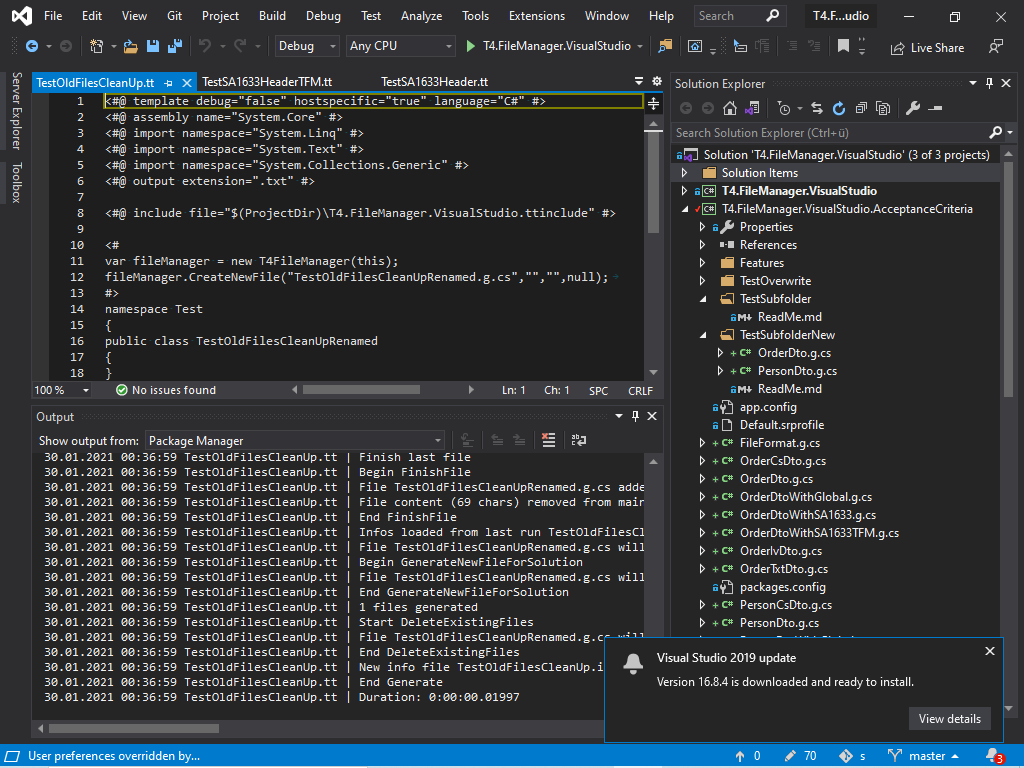 File Edit View Git Project Build Debug Test Analyze Tools Extensions Window Help Search T4.F...udio
Debug Any CPU T4.FileManager.VisualStudio Live Share
Server Explorer
Toolbox
TestOldFilesCleanUp.tt TestSA1633HeaderTFM.tt TestSA1633Header.tt
1 <#@ template debug="false" hostspecific="true" language="C#" #>
2 <#@ assembly name="System.Core" #>
3 <#@ import namespace="System.Linq" #>
4 <#@ import namespace="System.Text" #>
5 <#@ import namespace="System.Collections.Generic" #>
6 <#@ output extension=".txt" #>
7
8 <#@ include file="$(ProjectDir)\T4.FileManager.VisualStudio.ttinclude" #>
9
10 <#
11 var fileManager = new T4FileManager(this);
12 fileManager.CreateNewFile("TestOldFilesCleanUpRenamed.g.cs","","",null);
13 #>
14 namespace Test
15 {
16 public class TestOldFilesCleanUpRenamed
17 {
18 }
100 % No issues found Ln: 1 Ch: 1 SPC CRLF
Output
Show output from: Package Manager
30.01.2021 00:36:59 TestOldFilesCleanUp.tt | Finish last file
30.01.2021 00:36:59 TestOldFilesCleanUp.tt | Begin FinishFile
30.01.2021 00:36:59 TestOldFilesCleanUp.tt | File TestOldFilesCleanUpRenamed.g.cs adde
30.01.2021 00:36:59 TestOldFilesCleanUp.tt | File content (69 chars) removed from main
30.01.2021 00:36:59 TestOldFilesCleanUp.tt | End FinishFile
30.01.2021 00:36:59 TestOldFilesCleanUp.tt | Infos loaded from last run TestOldFilesCl
30.01.2021 00:36:59 TestOldFilesCleanUp.tt | File TestOldFilesCleanUpRenamed.g.cs will
30.01.2021 00:36:59 TestOldFilesCleanUp.tt | Begin GenerateNewFileForSolution
30.01.2021 00:36:59 TestOldFilesCleanUp.tt | File TestOldFilesCleanUpRenamed.g.cs will
30.01.2021 00:36:59 TestOldFilesCleanUp.tt | End GenerateNewFileForSolution
30.01.2021 00:36:59 TestOldFilesCleanUp.tt | 1 files generated
30.01.2021 00:36:59 TestOldFilesCleanUp.tt | Start DeleteExistingFiles
30.01.2021 00:36:59 TestOldFilesCleanUp.tt | File TestOldFilesCleanUpRenamed.g.cs will
30.01.2021 00:36:59 TestOldFilesCleanUp.tt | End DeleteExistingFiles
30.01.2021 00:36:59 TestOldFilesCleanUp.tt | New info file TestOldFilesCleanUp.i
30.01.2021 00:36:59 TestOldFilesCleanUp.tt | End Generate
30.01.2021 00:36:59 TestOldFilesCleanUp.tt | Duration: 0:00:00.01997
Solution Explorer
Search Solution Explorer (Ctrl+ü)
Solution 'T4.FileManager.VisualStudio' (3 of 3 projects)
Solution Items
C# T4.FileManager.VisualStudio
C# T4.FileManager.VisualStudio.AcceptanceCriteria
Properties
References
Features
TestOverwrite
TestSubfolder
M+ ReadMe.md
TestSubfolderNew
+ C# OrderDto.g.cs
+ C# PersonDto.g.cs
M+ ReadMe.md
app.config
Default.srprofile
+ C# FileFormat.g.cs
+ C# OrderCsDto.g.cs
+ C# OrderDto.g.cs
+ C# OrderDtoWithGlobal.g.cs
+ C# OrderDtoWithSA1633.g.cs
+ C# OrderDtoWithSA1633TFM.g.cs
+ C# OrderIvDto.g.cs
+ C# OrderTxtDto.g.cs
packages.config
+ C# PersonCsDto.g.cs
+ C# PersonDto.g.cs
Visual Studio 2019 update
Version 16.8.4 is downloaded and ready to install.
View details
User preferences overridden by... 0 70 s master 3